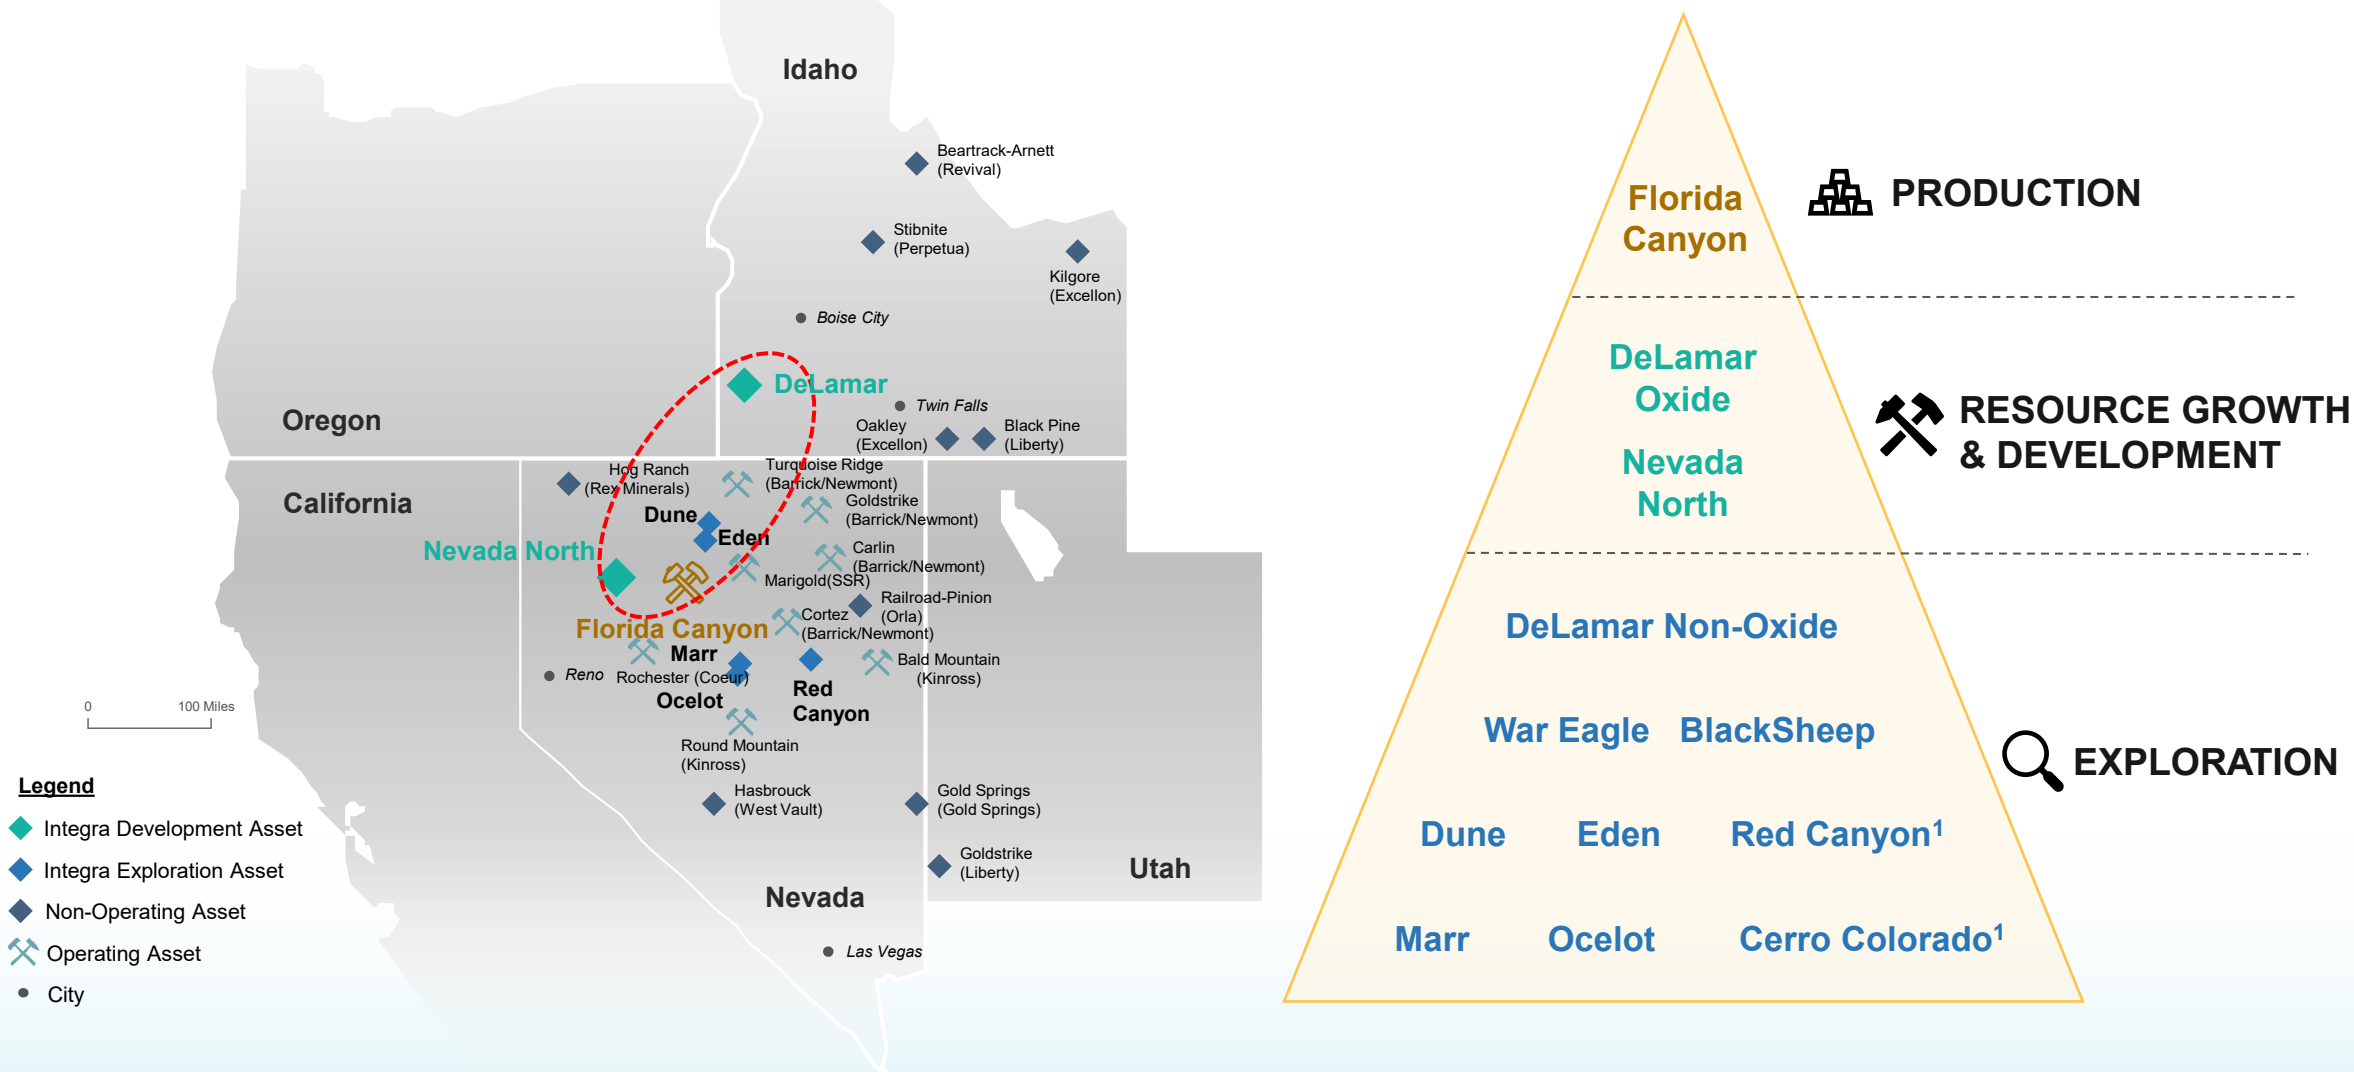 Idaho
Beartrack-Arnett
(Revival)
Stibnite
(Perpetua)
Kilgore
(Excellon)
Boise City
DeLamar
Twin Falls
Oregon
Oakley
(Excellon)
Black Pine
(Liberty)
Hog Ranch
(Rex Minerals)
Turquoise Ridge
(Barrick/Newmont)
California
Goldstrike
(Barrick/Newmont)
Dune
Eden
Nevada North
Carlin
(Barrick/Newmont)
Marigold(SSR)
Railroad-Pinion
(Orla)
Cortez
(Barrick/Newmont)
Florida Canyon
Marr
Bald Mountain
(Kinross)
Reno
Rochester (Coeur)
Ocelot
Red
Canyon
0 100 Miles
Round Mountain
(Kinross)
Hasbrouck
(West Vault)
Gold Springs
(Gold Springs)
Goldstrike
(Liberty)
Utah
Nevada
Las Vegas
Legend
Integra Development Asset
Integra Exploration Asset
Non-Operating Asset
Operating Asset
City
Florida
Canyon
PRODUCTION
DeLamar
Oxide
Nevada
North
RESOURCE GROWTH
& DEVELOPMENT
DeLamar Non-Oxide
War Eagle BlackSheep
EXPLORATION
Dune Eden Red Canyon¹
Marr Ocelot Cerro Colorado¹